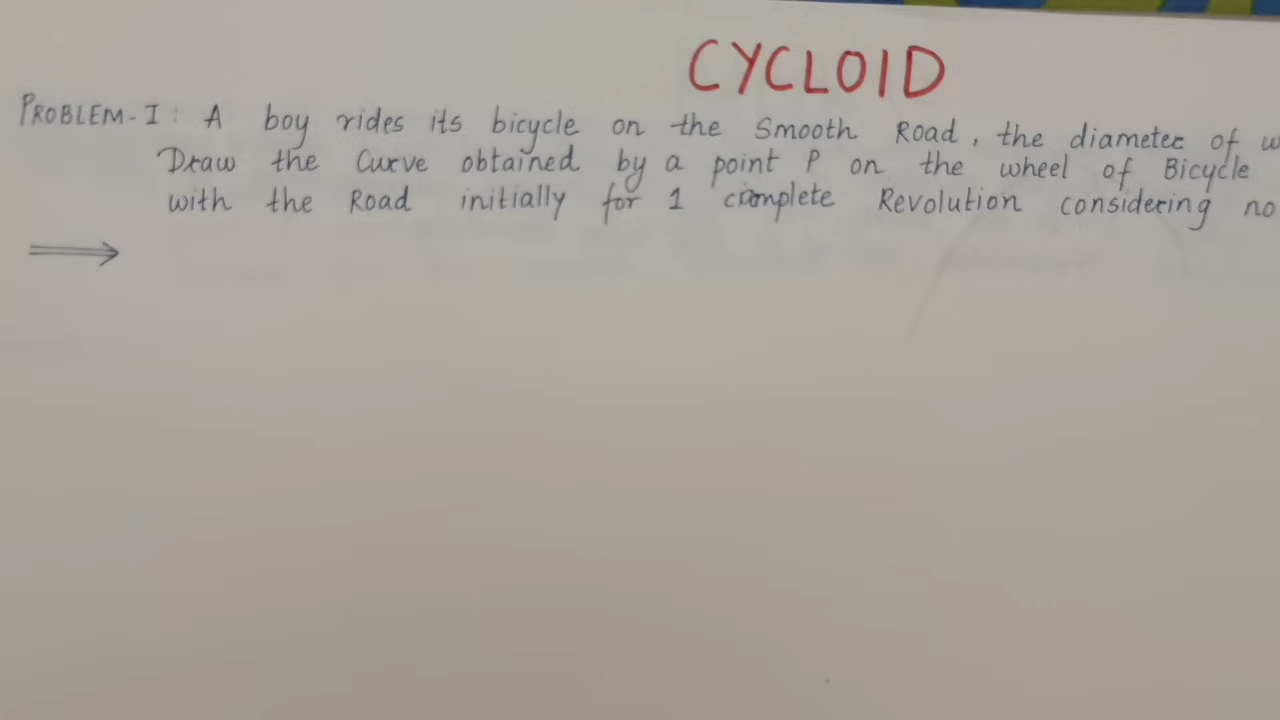 CYCLOID
PROBLEM-I: A boy rides its bicycle on the Smooth Road, the diameter of
Draw the Curve obtained by a point P on the wheel of Bicycle
with the Road initially for 1 complete Revolution considering no